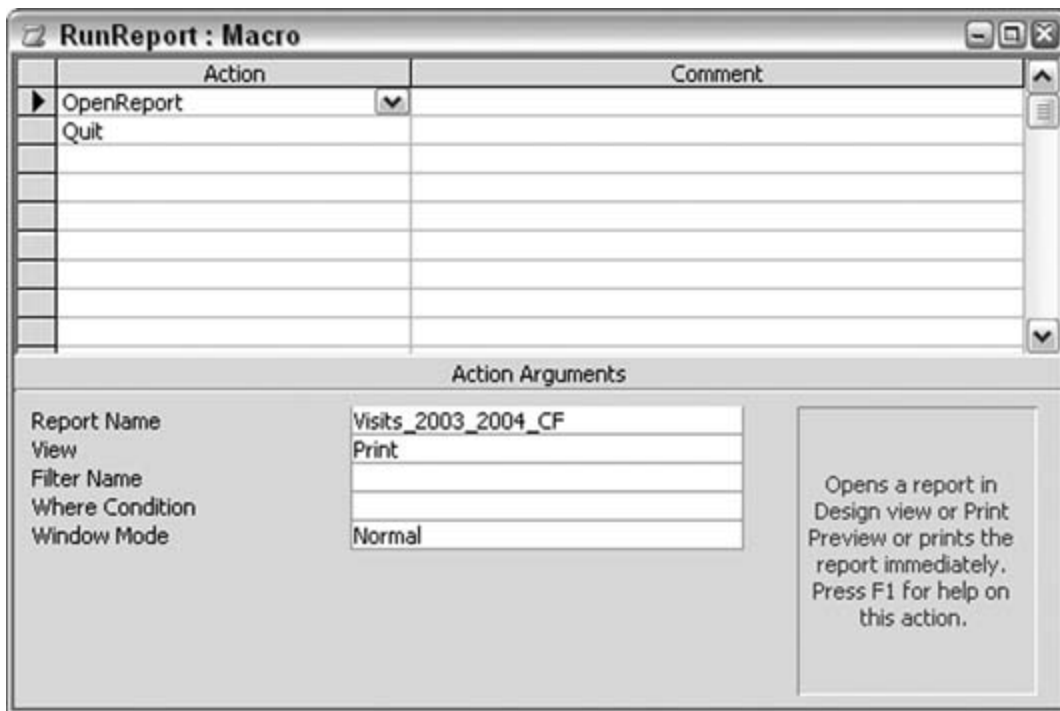 RunReport : Macro
Action Comment
OpenReport
Quit
Action Arguments
Report Name Visits_2003_2004_CF
View Print
Filter Name
Where Condition
Window Mode Normal
Opens a report in
Design view or Print
Preview or prints the
report immediately.
Press F1 for help on
this action.